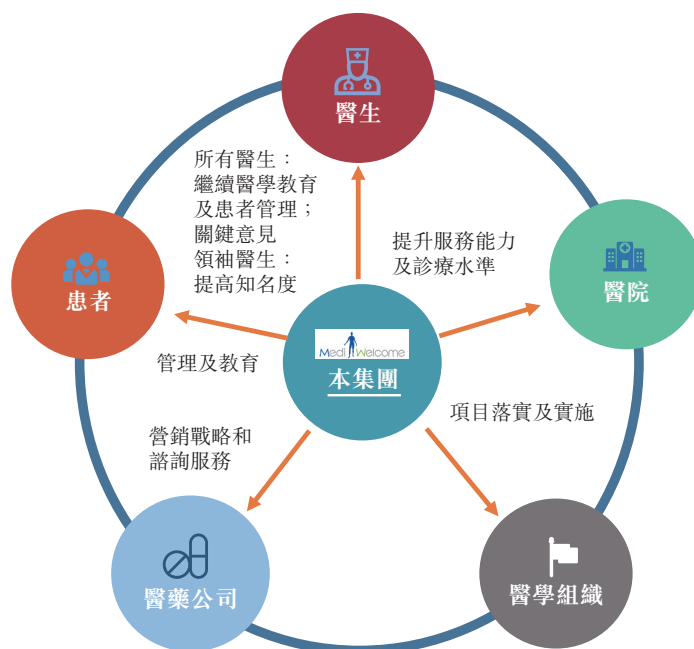 醫生
所有醫生：
繼續醫學教育
及患者管理；
關鍵意見
領袖醫生：
提高知名度
提升服務能力
及診療水準
患者
醫院
Medi Welcome
本集團
管理及教育
項目落實及實施
營銷戰略和
諮詢服務
醫藥公司
醫學組織